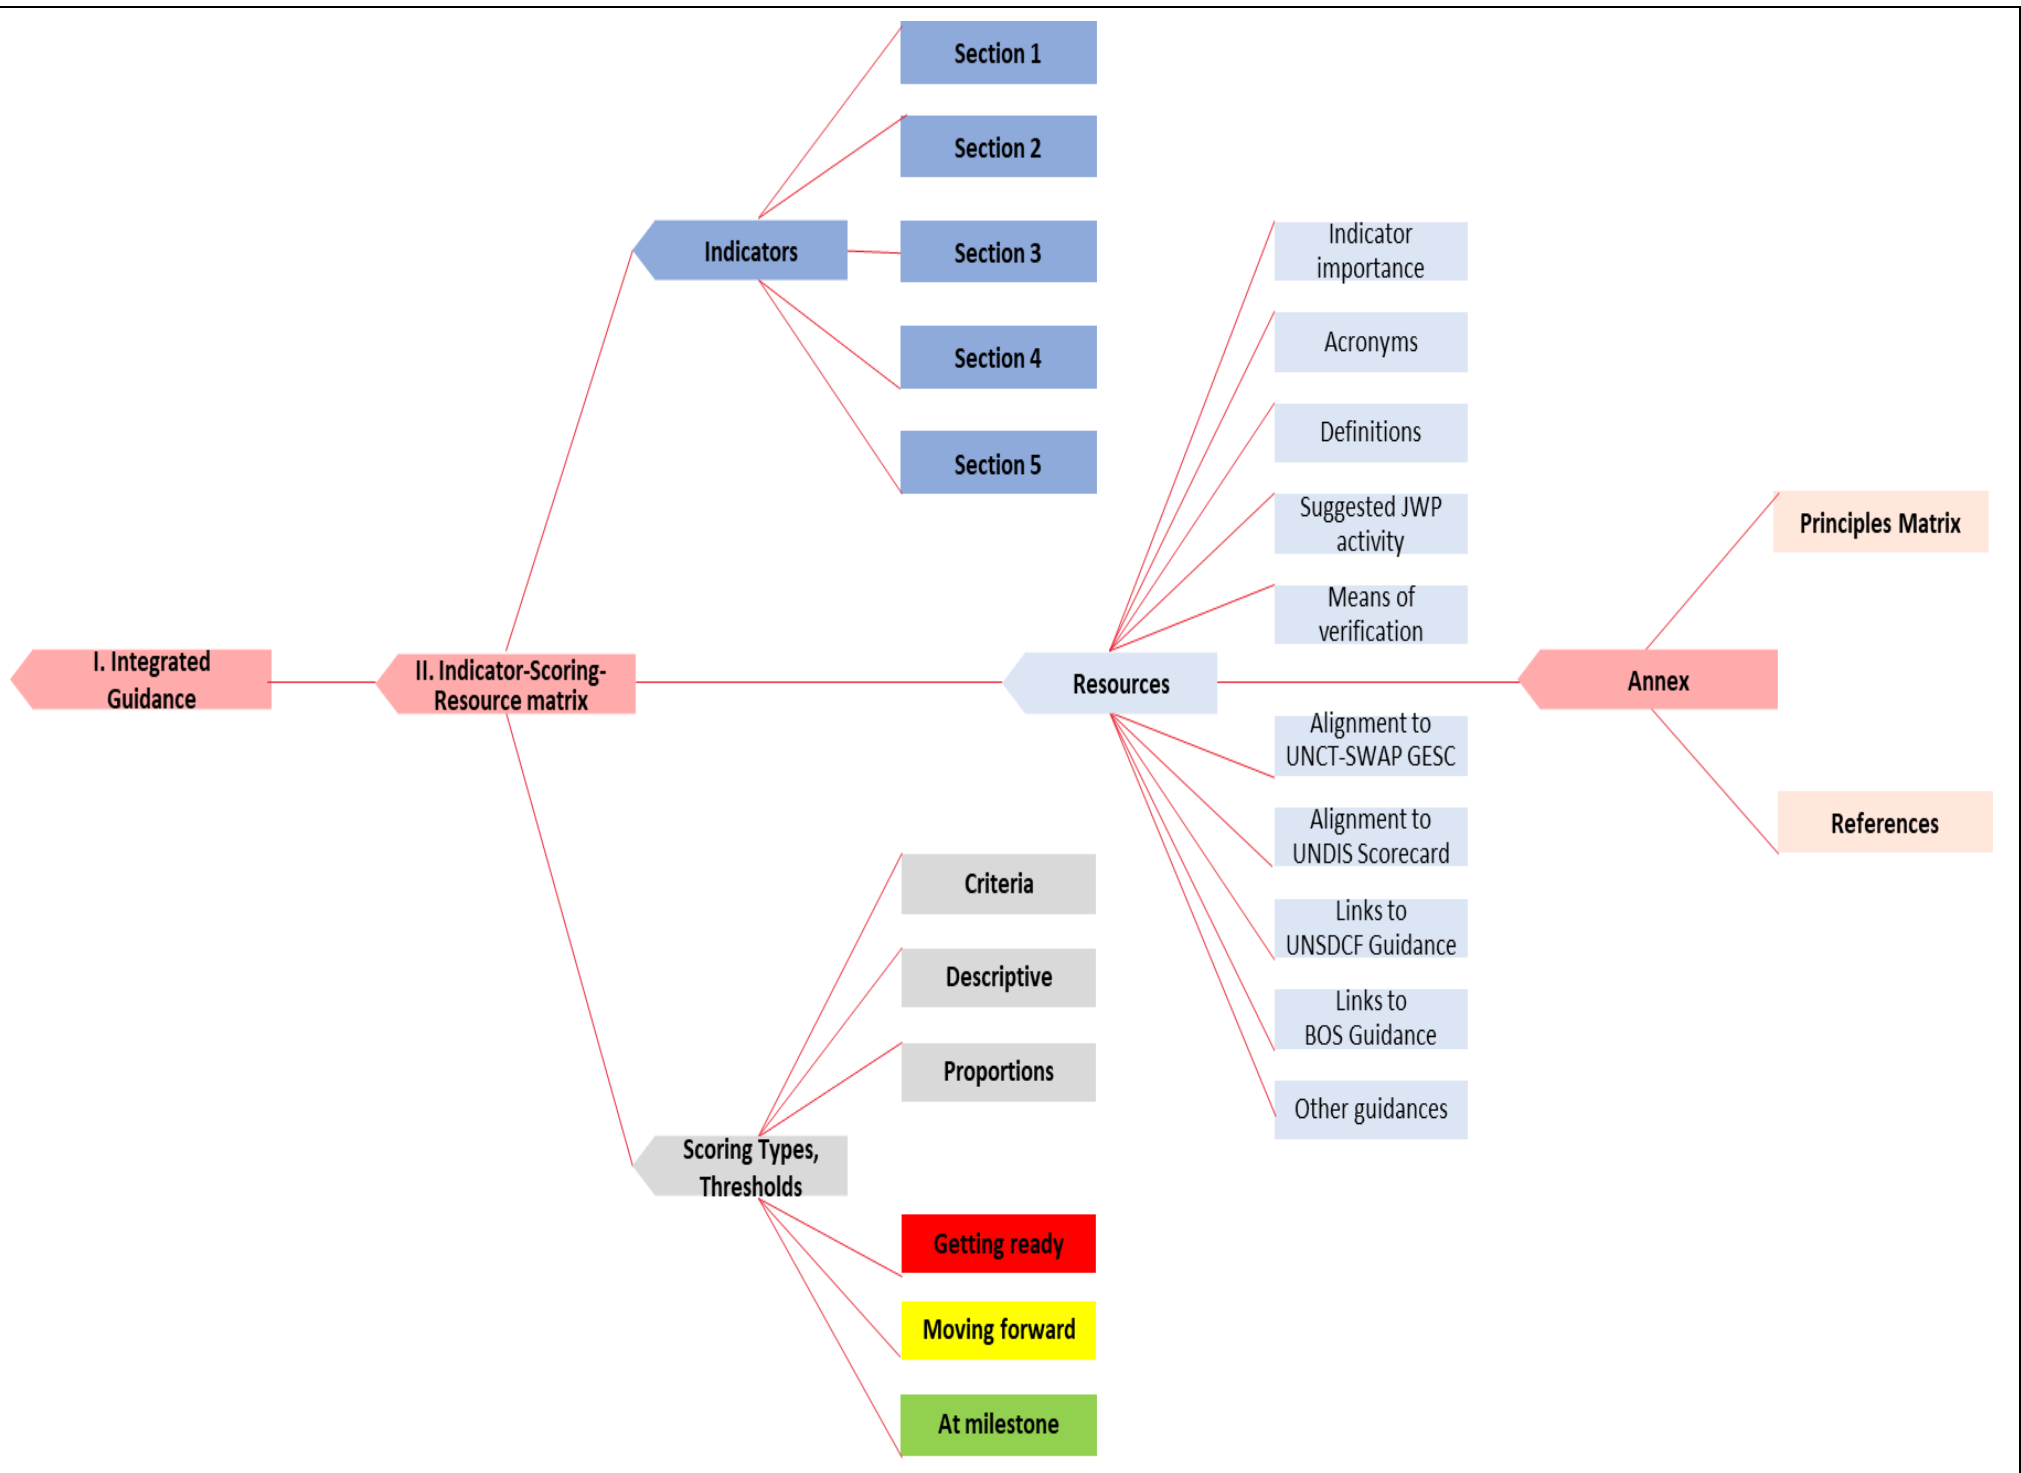 Section 1
Section 2
Indicators
Section 3
Section 4
Section 5
I. Integrated
Guidance
II. Indicator-Scoring-
Resource matrix
Scoring Types,
Thresholds
Criteria
Descriptive
Proportions
Getting ready
Moving forward
At milestone
Resources
Indicator
importance
Acronyms
Definitions
Suggested JWP
activity
Means of
verification
Alignment to
UNCT-SWAP GESC
Alignment to
UNDIS Scorecard
Links to
UNSDCF Guidance
Links to
BOS Guidance
Other guidances
Annex
Principles Matrix
References